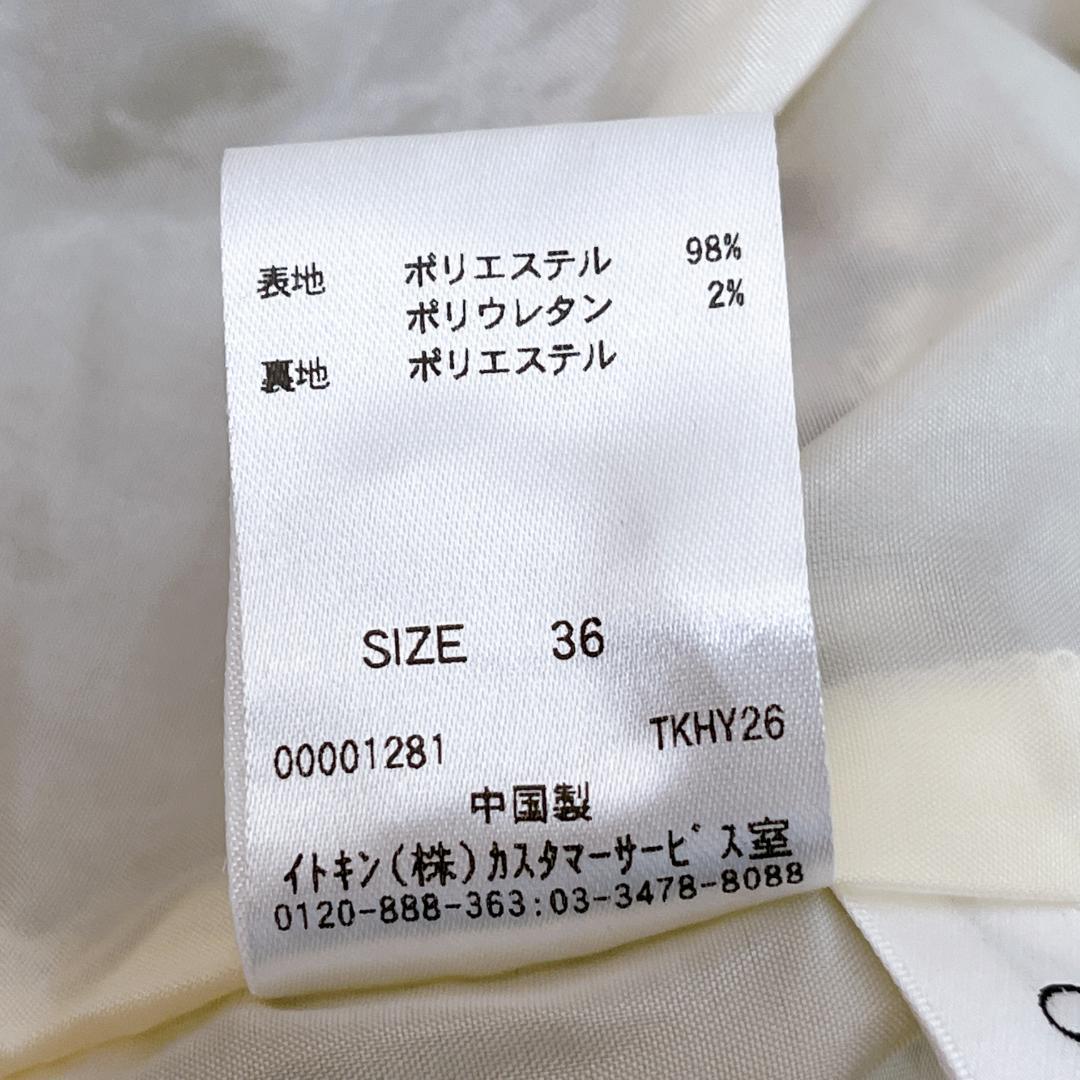 表地 ポリエステル 98%
ポリウレタン 2%
裏地 ポリエステル
SIZE 36
00001281 TKHY26
中国製
イトキン(株)カスタマーサービス室
0120-888-363:03-3478-8088